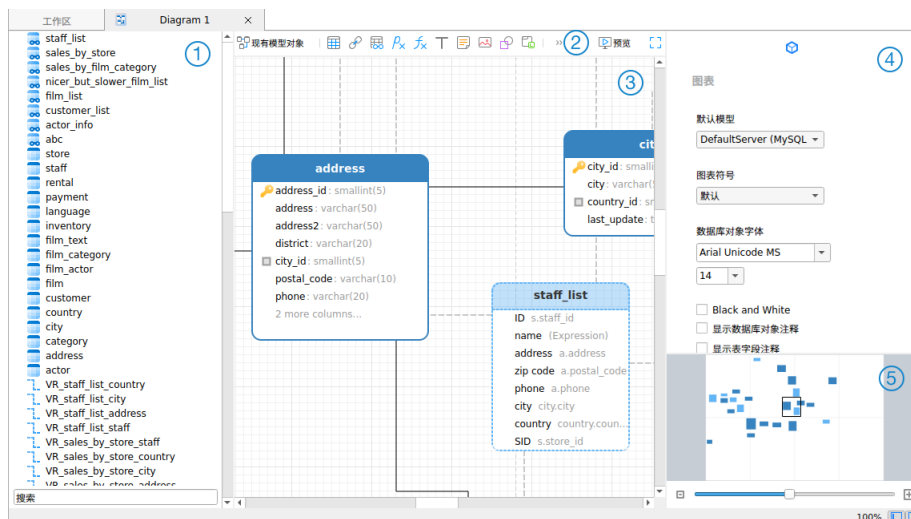 工作区
Diagram 1
①
staff_list
sales_by_store
sales_by_film_category
nicer_but_slower_film_list
film_list
customer_list
actor_info
abc
store
staff
rental
payment
language
inventory
film_text
film_category
film_actor
film
customer
country
city
category
address
actor
VR_staff_list_country
VR_staff_list_city
VR_staff_list_address
VR_staff_list_staff
VR_sales_by_store_staff
VR_sales_by_store_country
VR_sales_by_store_city
VR_sales_by_store_address
搜索
现有模型对象
②
预览
③
address
address_id: smallint(5)
address: varchar(50)
address2: varchar(50)
district: varchar(20)
city_id: smallint(5)
postal_code: varchar(10)
phone: varchar(20)
2 more columns...
cit
city_id: smalli
city: varchar(
country_id: sr
last_update: t
staff_list
ID s.staff_id
name (Expression)
address a.address
zip code a.postal_code
phone a.phone
city city.city
country country.coun...
SID s.store_id
④
图表
默认模型
DefaultServer (MySQL
图表符号
默认
数据库对象字体
Arial Unicode MS
14
Black and White
显示数据库对象注释
显示表字段注释
⑤
100%